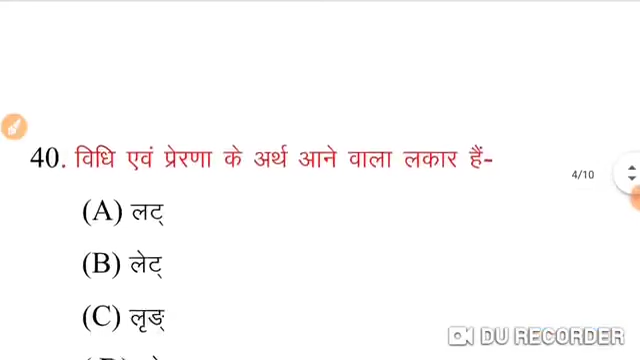 40. विधि एवं प्रेरणा के अर्थ आने वाला लकार हैं-
4/10
(A) लट्
(B) लेट्
(C) लृङ्
DU RECORDER